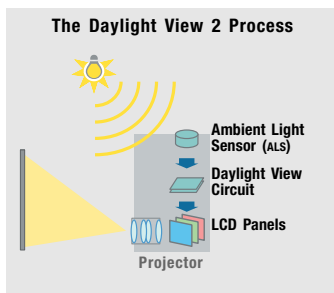 The Daylight View 2 Process
Ambient Light
Sensor (ALS)
Daylight View
Circuit
LCD Panels
Projector